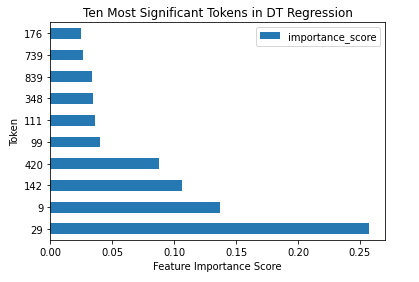 Ten Most Significant Tokens in DT Regression
importance_score
Token
176
739
839
348
111
99
420
142
9
29
0.00 0.05 0.10 0.15 0.20 0.25
Feature Importance Score